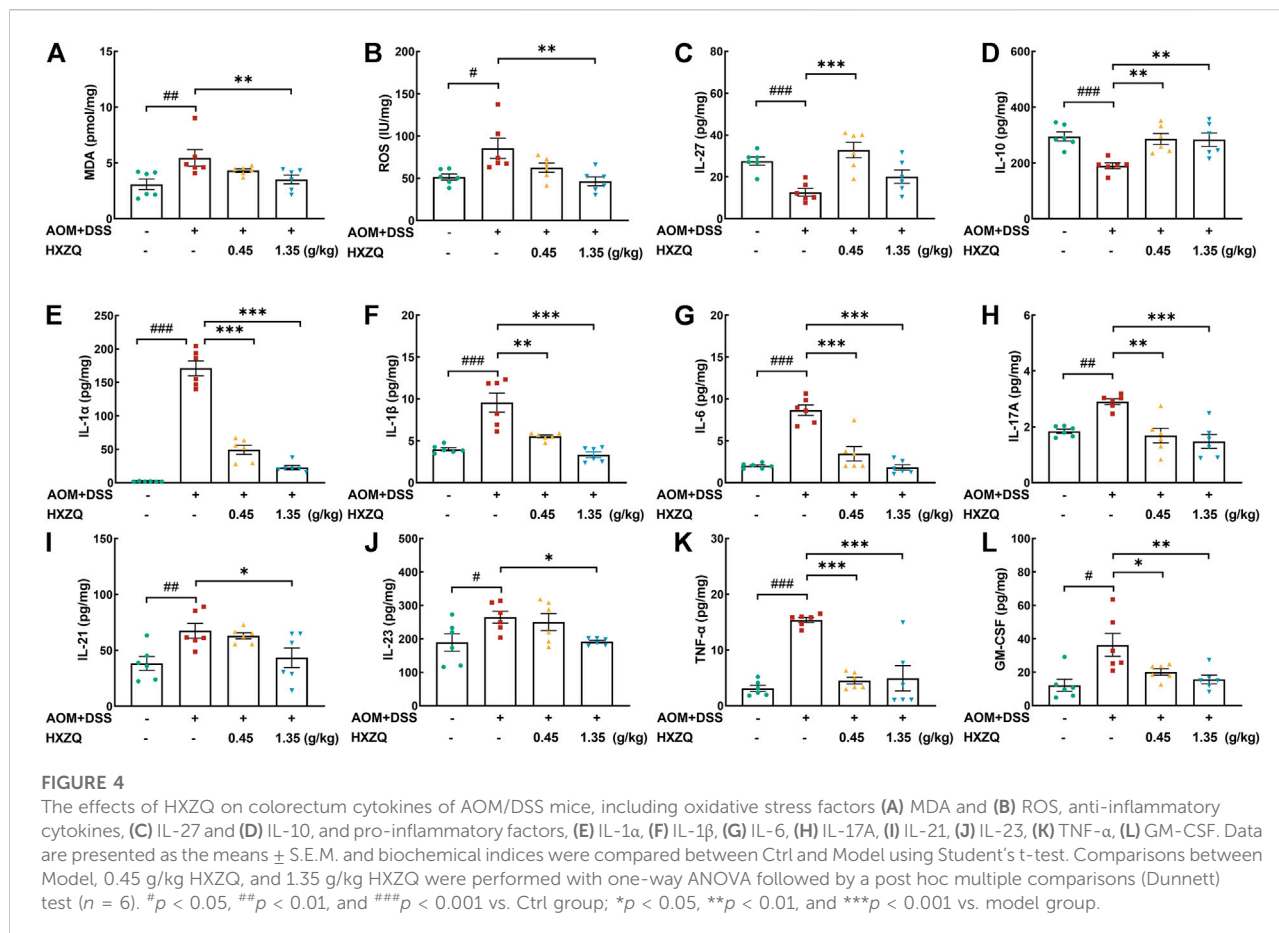 A B C D
MDA (pmol/mg)
15
10
5
0
##
**
ROS (IU/mg)
200
150
100
50
0
#
**
IL-27 (pg/mg)
80
60
40
20
0
###
***
IL-10 (pg/mg)
600
400
200
0
###
**
**
AOM+DSS - + + +
HXZQ - - 0.45 1.35 (g/kg)
- + + +
- - 0.45 1.35 (g/kg)
- + + +
- - 0.45 1.35 (g/kg)
AOM+DSS - + + +
HXZQ - - 0.45 1.35 (g/kg)
E F G H
IL-1α (pg/mg)
250
200
150
100
50
0
###
***
***
IL-1β (pg/mg)
20
15
10
5
0
###
**
***
IL-6 (pg/mg)
20
15
10
5
0
###
***
***
IL-17A (pg/mg)
6
4
2
0
##
**
***
AOM+DSS - + + +
HXZQ - - 0.45 1.35 (g/kg)
AOM+DSS - + + +
HXZQ - - 0.45 1.35 (g/kg)
AOM+DSS - + + +
HXZQ - - 0.45 1.35 (g/kg)
AOM+DSS - + + +
HXZQ - - 0.45 1.35 (g/kg)
I J K L
IL-21 (pg/mg)
150
100
50
0
##
*
IL-23 (pg/mg)
500
400
300
200
100
0
#
*
TNF-α (pg/mg)
30
20
10
0
###
***
***
GM-CSF (pg/mg)
100
80
60
40
20
0
#
*
**
AOM+DSS - + + +
HXZQ - - 0.45 1.35 (g/kg)
AOM+DSS - + + +
HXZQ - - 0.45 1.35 (g/kg)
AOM+DSS - + + +
HXZQ - - 0.45 1.35 (g/kg)
AOM+DSS - + + +
HXZQ - - 0.45 1.35 (g/kg)
FIGURE 4
The effects of HXZQ on colorectum cytokines of AOM/DSS mice, including oxidative stress factors (A) MDA and (B) ROS, anti-inflammatory
cytokines, (C) IL-27 and (D) IL-10, and pro-inflammatory factors, (E) IL-1α, (F) IL-1β, (G) IL-6, (H) IL-17A, (I) IL-21, (J) IL-23, (K) TNF-α, (L) GM-CSF. Data
are presented as the means ± S.E.M. and biochemical indices were compared between Ctrl and Model using Student's t-test. Comparisons between
Model, 0.45 g/kg HXZQ, and 1.35 g/kg HXZQ were performed with one-way ANOVA followed by a post hoc multiple comparisons (Dunnett)
test (n = 6). #p < 0.05, ##p < 0.01, and ###p < 0.001 vs. Ctrl group; *p < 0.05, **p < 0.01, and ***p < 0.001 vs. model group.